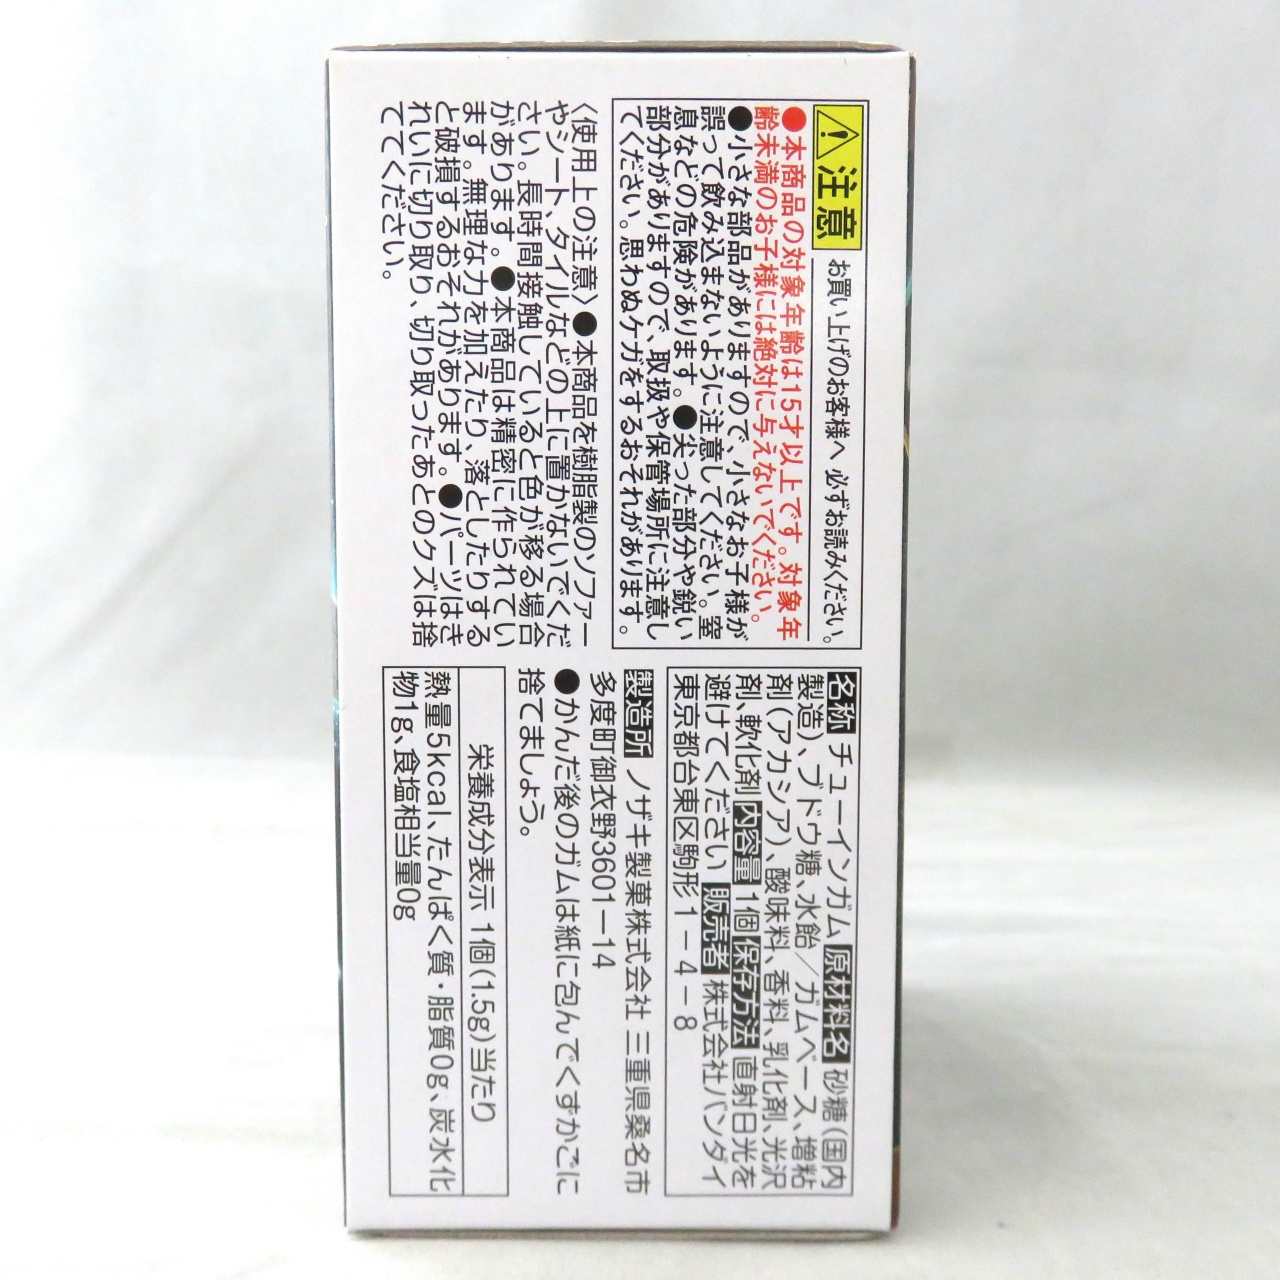 注意 お買い上げのお客様へ 必ずお読みください。
●本商品の対象年齢は15才以上です。対象年
齢未満のお子様には絶対に与えないでください。
●小さな部品がありますので、小さなお子様が
誤って飲み込まないように注意してください。窒
息などの危険があります。●尖った部分や鋭い
部分がありますので、取扱や保管場所に注意し
てください。思わぬケガをするおそれがあります。
〈使用上の注意〉●本商品を樹脂製のソファー
やシート、タイルなどの上に置かないでくだ
さい。長時間接触していると色が移る場合
があります。●本商品は精密に作られてい
ます。無理な力を加えたり、落としたりする
と破損するおそれがあります。●パーツはき
れいに切り取り、切り取ったあとのクズは捨
ててください。
名称 チューインガム 原材料名 砂糖（国内
製造）、ブドウ糖、水飴／ガムベース、増粘
剤（アカシア）、酸味料、香料、乳化剤、光沢
剤、軟化剤 内容量 1個 保存方法 直射日光を
避けてください 販売者 株式会社バンダイ
東京都台東区駒形1－4－8
製造所 ノザキ製菓株式会社 三重県桑名市
多度町御衣野3601－14
●かんだ後のガムは紙に包んでくずかごに
捨てましょう。
栄養成分表示 1個(1.5g)当たり
熱量5kcal、たんぱく質・脂質0g、炭水化
物1g、食塩相当量0g